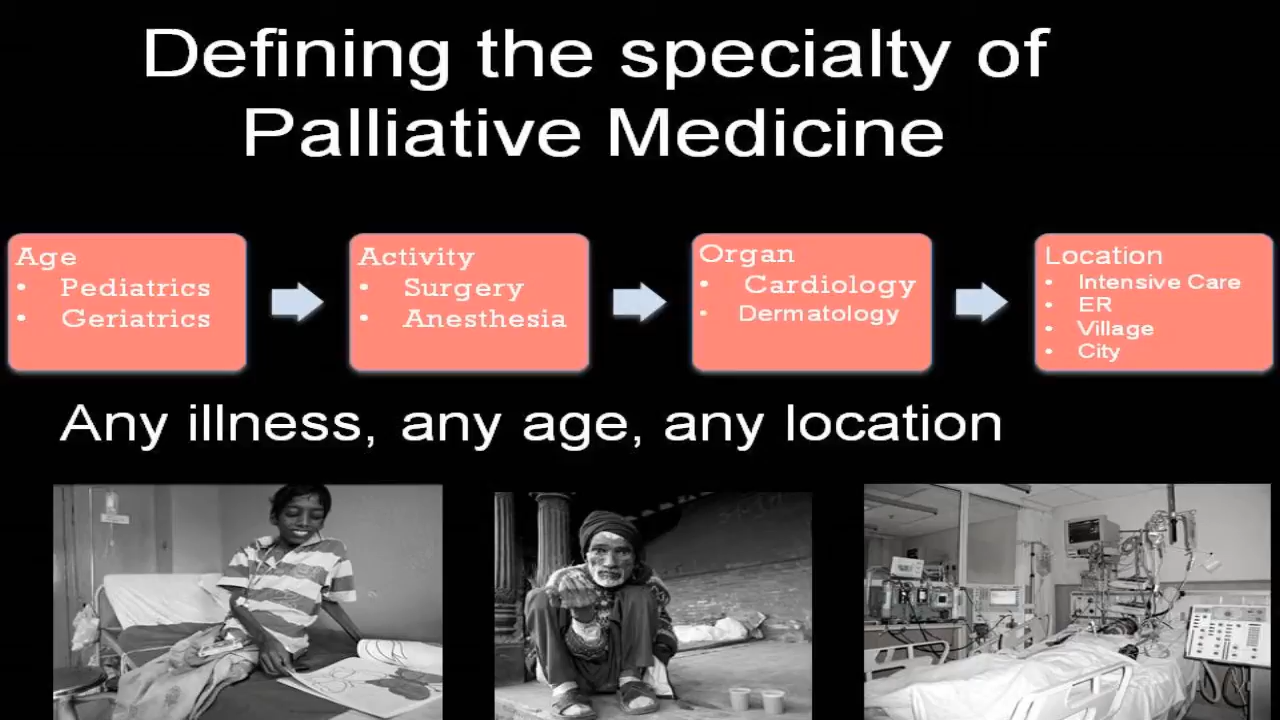 Defining the specialty of
Palliative Medicine
Age
• Pediatrics
• Geriatrics
Activity
• Surgery
• Anesthesia
Organ
• Cardiology
• Dermatology
Location
• Intensive Care
• ER
• Village
• City
Any illness, any age, any location